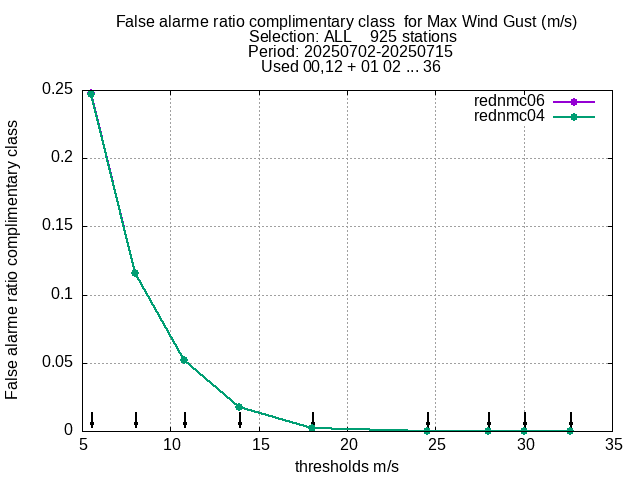 False alarme ratio complimentary class  for Max Wind Gust (m/s)
Selection: ALL    925 stations
Period: 20250702-20250715
Used 00,12 + 01 02 ... 36
rednmc06
rednmc04
False alarme ratio complimentary class
0.25
0.2
0.15
0.1
0.05
0
5 10 15 20 25 30 35
thresholds m/s